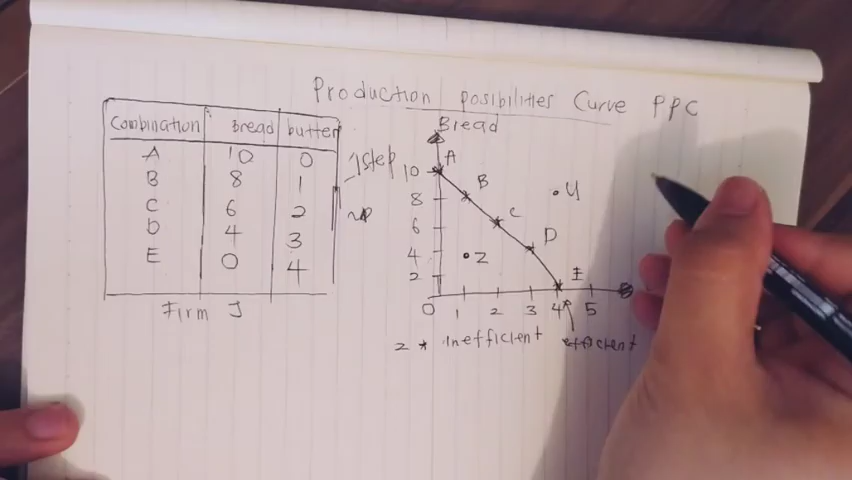 Production posibilities Curve PPC
Combination Bread butter
A 10 0
B 8 1
C 6 2
D 4 3
E 0 4
Firm J
1step
Bread
10 A
8 B
6 C
4 D
2 E
U
Z
0 1 2 3 4 5
z * inefficient efficient